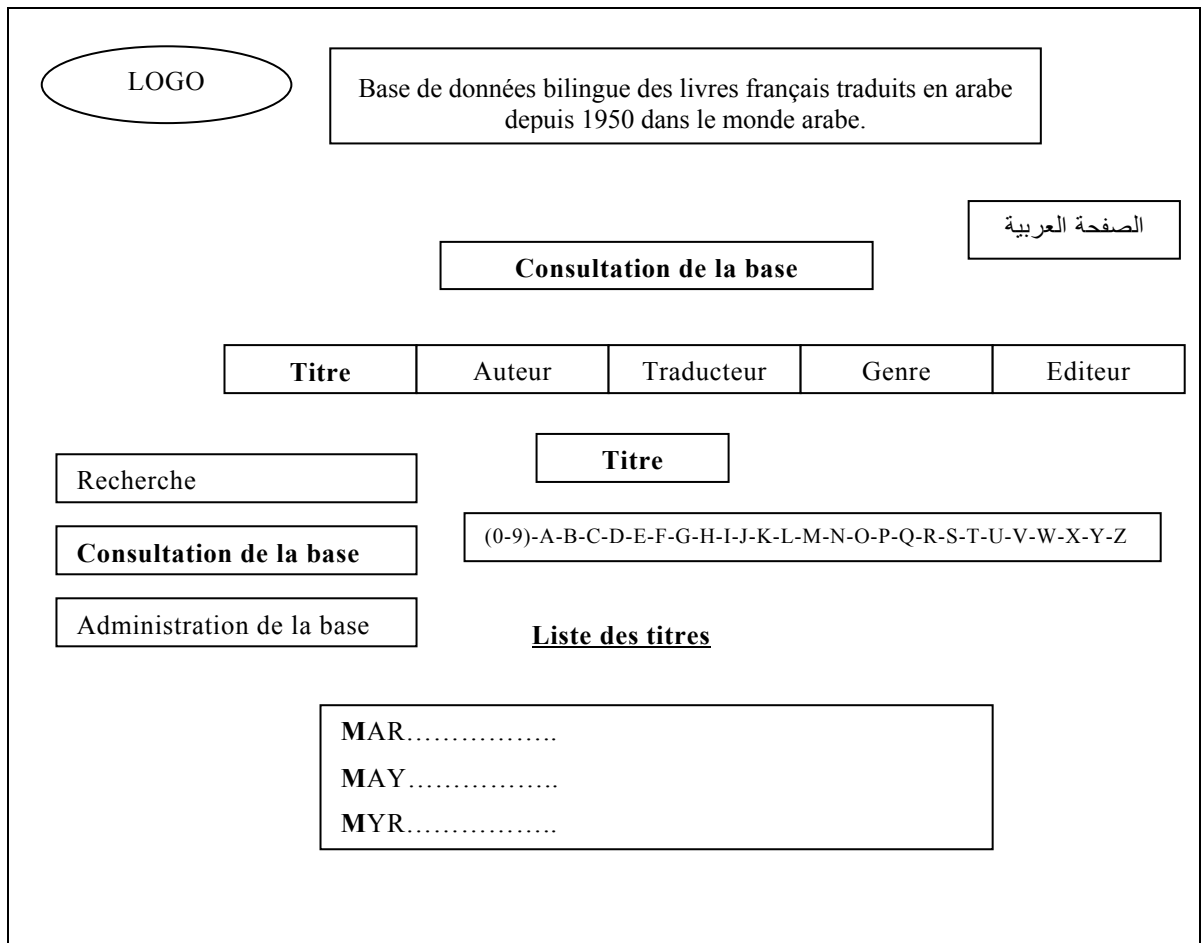 LOGO
Base de données bilingue des livres français traduits en arabe
depuis 1950 dans le monde arabe.
الصفحة العربية
Consultation de la base
Titre Auteur Traducteur Genre Editeur
Titre
Recherche
(0-9)-A-B-C-D-E-F-G-H-I-J-K-L-M-N-O-P-Q-R-S-T-U-V-W-X-Y-Z
Consultation de la base
Administration de la base
Liste des titres
MAR……………..
MAY……………..
MYR……………..